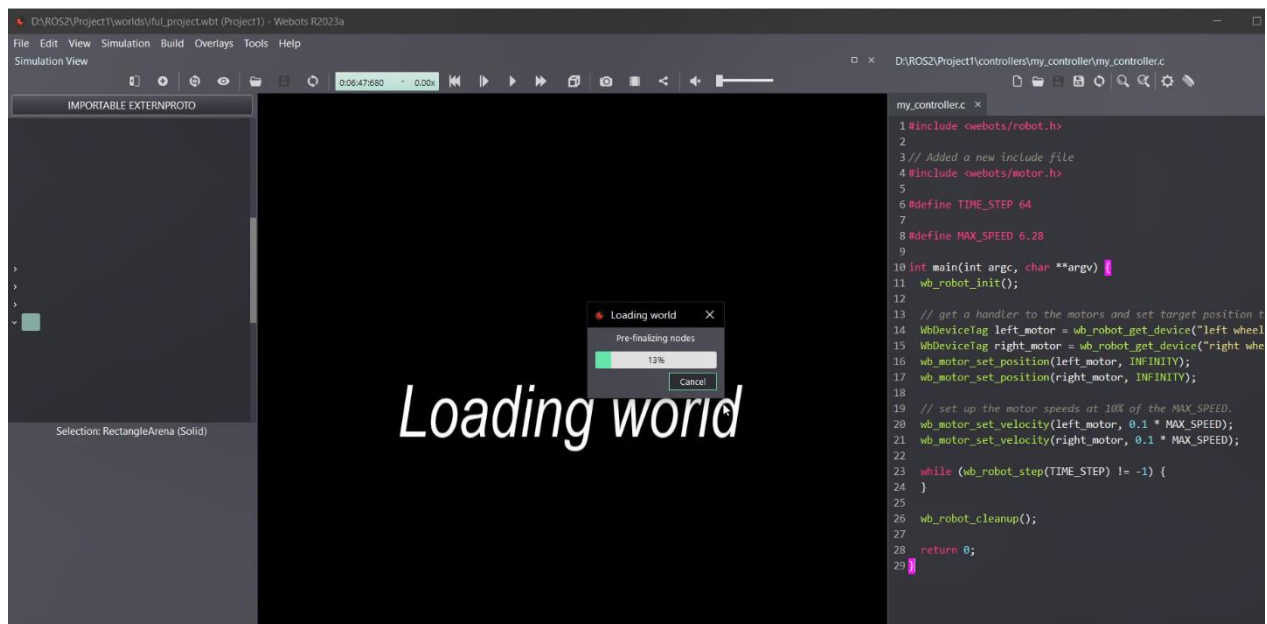 D:\ROS2\Project1\worlds\iful_project.wbt (Project1) - Webots R2023a
File Edit View Simulation Build Overlays Tools Help
Simulation View
0:06:47:680 - 0.00x
IMPORTABLE EXTERNPROTO
Selection: RectangleArena (Solid)
Loading world
Pre-finalizing nodes
13%
Cancel
Loading world
D:\ROS2\Project1\controllers\my_controller\my_controller.c
my_controller.c ×
1 #include <webots/robot.h>
2
3 // Added a new include file
4 #include <webots/motor.h>
5
6 #define TIME_STEP 64
7
8 #define MAX_SPEED 6.28
9
10 int main(int argc, char **argv) {
11 wb_robot_init();
12
13 // get a handler to the motors and set target position t
14 WbDeviceTag left_motor = wb_robot_get_device("left wheel
15 WbDeviceTag right_motor = wb_robot_get_device("right whe
16 wb_motor_set_position(left_motor, INFINITY);
17 wb_motor_set_position(right_motor, INFINITY);
18
19 // set up the motor speeds at 10% of the MAX_SPEED.
20 wb_motor_set_velocity(left_motor, 0.1 * MAX_SPEED);
21 wb_motor_set_velocity(right_motor, 0.1 * MAX_SPEED);
22
23 while (wb_robot_step(TIME_STEP) != -1) {
24 }
25
26 wb_robot_cleanup();
27
28 return 0;
29 }